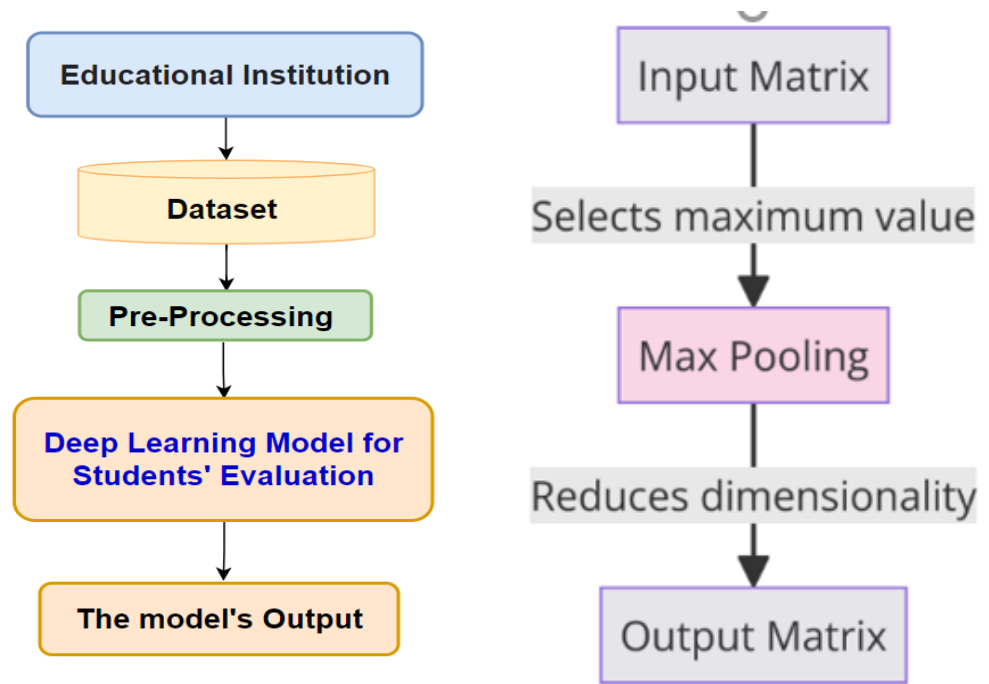 Educational Institution
Dataset
Pre-Processing
Deep Learning Model for
Students' Evaluation
The model's Output
Input Matrix
Selects maximum value
Max Pooling
Reduces dimensionality
Output Matrix